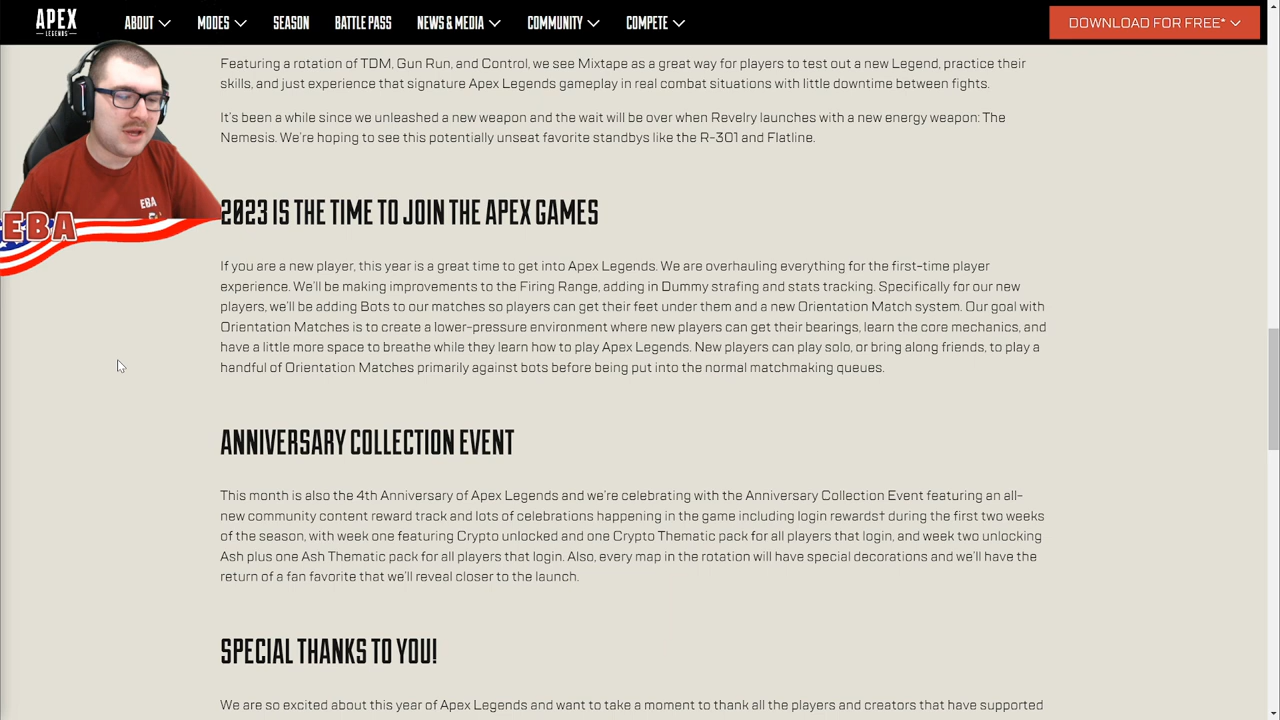 APEX
LEGENDS
ABOUT
MODES
SEASON
BATTLE PASS
NEWS & MEDIA
COMMUNITY
COMPETE
DOWNLOAD FOR FREE*
Featuring a rotation of TDM, Gun Run, and Control, we see Mixtape as a great way for players to test out a new Legend, practice their
skills, and just experience that signature Apex Legends gameplay in real combat situations with little downtime between fights.
It's been a while since we unleashed a new weapon and the wait will be over when Revelry launches with a new energy weapon: The
Nemesis. We're hoping to see this potentially unseat favorite standbys like the R-301 and Flatline.
EBA
EBA
2023 IS THE TIME TO JOIN THE APEX GAMES
If you are a new player, this year is a great time to get into Apex Legends. We are overhauling everything for the first-time player
experience. We'll be making improvements to the Firing Range, adding in Dummy strafing and stats tracking. Specifically for our new
players, we'll be adding Bots to our matches so players can get their feet under them and a new Orientation Match system. Our goal with
Orientation Matches is to create a lower-pressure environment where new players can get their bearings, learn the core mechanics, and
have a little more space to breathe while they learn how to play Apex Legends. New players can play solo, or bring along friends, to play a
handful of Orientation Matches primarily against bots before being put into the normal matchmaking queues.
ANNIVERSARY COLLECTION EVENT
This month is also the 4th Anniversary of Apex Legends and we're celebrating with the Anniversary Collection Event featuring an all-
new community content reward track and lots of celebrations happening in the game including login rewards† during the first two weeks
of the season, with week one featuring Crypto unlocked and one Crypto Thematic pack for all players that login, and week two unlocking
Ash plus one Ash Thematic pack for all players that login. Also, every map in the rotation will have special decorations and we'll have the
return of a fan favorite that we'll reveal closer to the launch.
SPECIAL THANKS TO YOU!
We are so excited about this year of Apex Legends and want to take a moment to thank all the players and creators that have supported